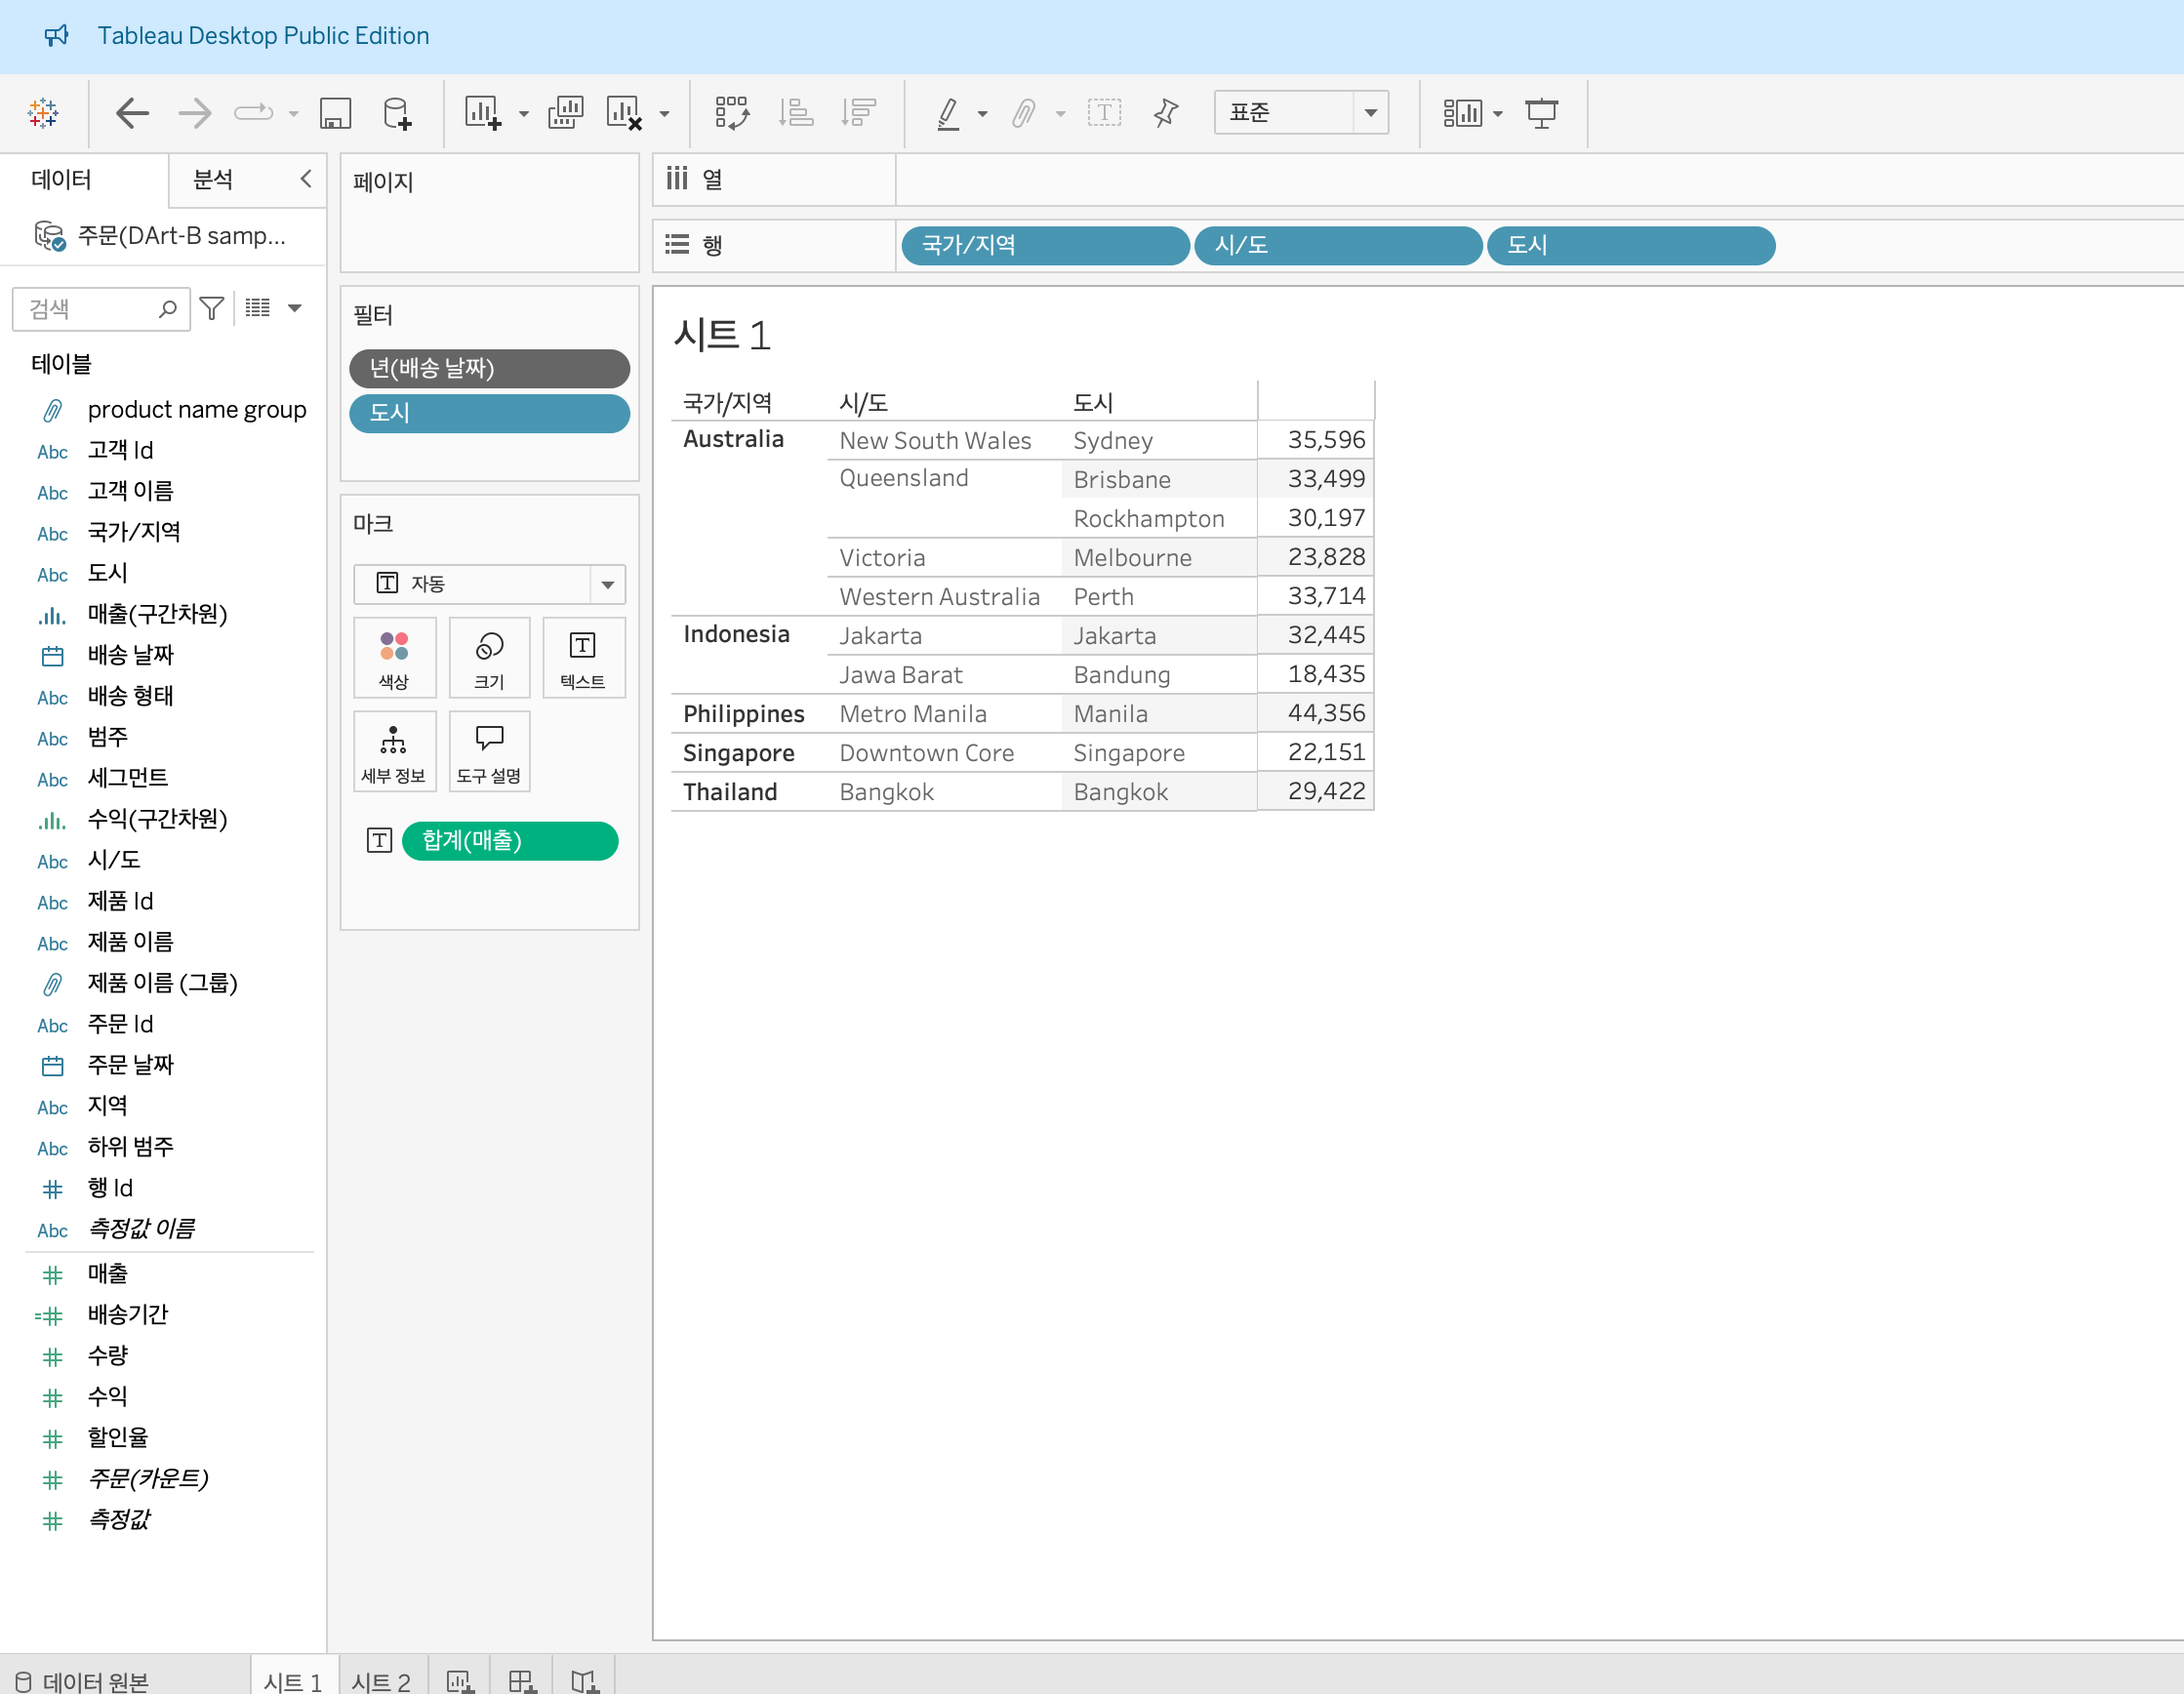 Tableau Desktop Public Edition
표준
데이터
분석
주문(DArt-B samp...
검색
테이블
product name group
Abc 고객 Id
Abc 고객 이름
Abc 국가/지역
Abc 도시
매출(구간차원)
배송 날짜
Abc 배송 형태
Abc 범주
Abc 세그먼트
수익(구간차원)
Abc 시/도
Abc 제품 Id
Abc 제품 이름
제품 이름 (그룹)
Abc 주문 Id
주문 날짜
Abc 지역
Abc 하위 범주
행 Id
Abc 측정값 이름
매출
배송기간
수량
수익
할인율
주문(카운트)
측정값
페이지
필터
년(배송 날짜)
도시
마크
자동
색상 크기 텍스트
세부 정보 도구 설명
합계(매출)
열
행 국가/지역 시/도 도시
시트 1
국가/지역 시/도 도시
Australia New South Wales Sydney 35,596
Queensland Brisbane 33,499
Rockhampton 30,197
Victoria Melbourne 23,828
Western Australia Perth 33,714
Indonesia Jakarta Jakarta 32,445
Jawa Barat Bandung 18,435
Philippines Metro Manila Manila 44,356
Singapore Downtown Core Singapore 22,151
Thailand Bangkok Bangkok 29,422
데이터 원본 시트 1 시트 2